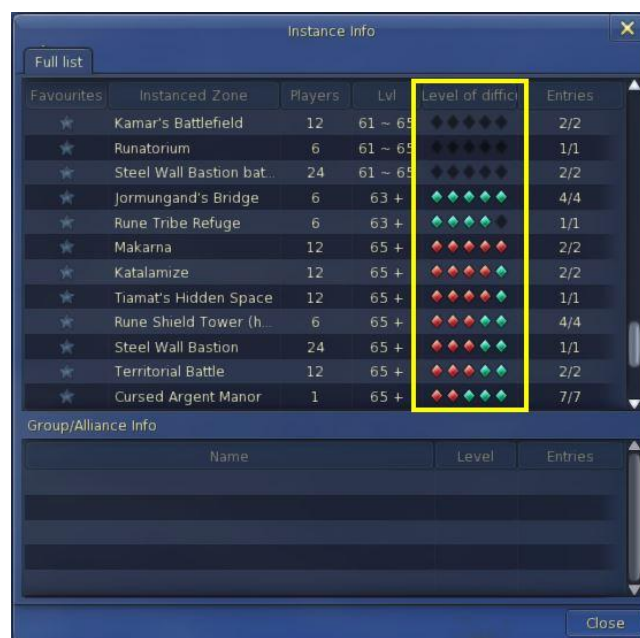 Instance Info
Full list
Favourites Instanced Zone Players Lvl Level of diffic Entries
Kamar's Battlefield 12 61 ~ 65 2/2
Runatorium 6 61 ~ 65 1/1
Steel Wall Bastion bat... 24 61 ~ 65 2/2
Jormungand's Bridge 6 63 + 4/4
Rune Tribe Refuge 6 63 + 1/1
Makarna 12 65 + 2/2
Katalamize 12 65 + 2/2
Tiamat's Hidden Space 12 65 + 1/1
Rune Shield Tower (h... 6 65 + 4/4
Steel Wall Bastion 24 65 + 1/1
Territorial Battle 12 65 + 2/2
Cursed Argent Manor 1 65 + 7/7
Group/Alliance Info
Name Level Entries
Close